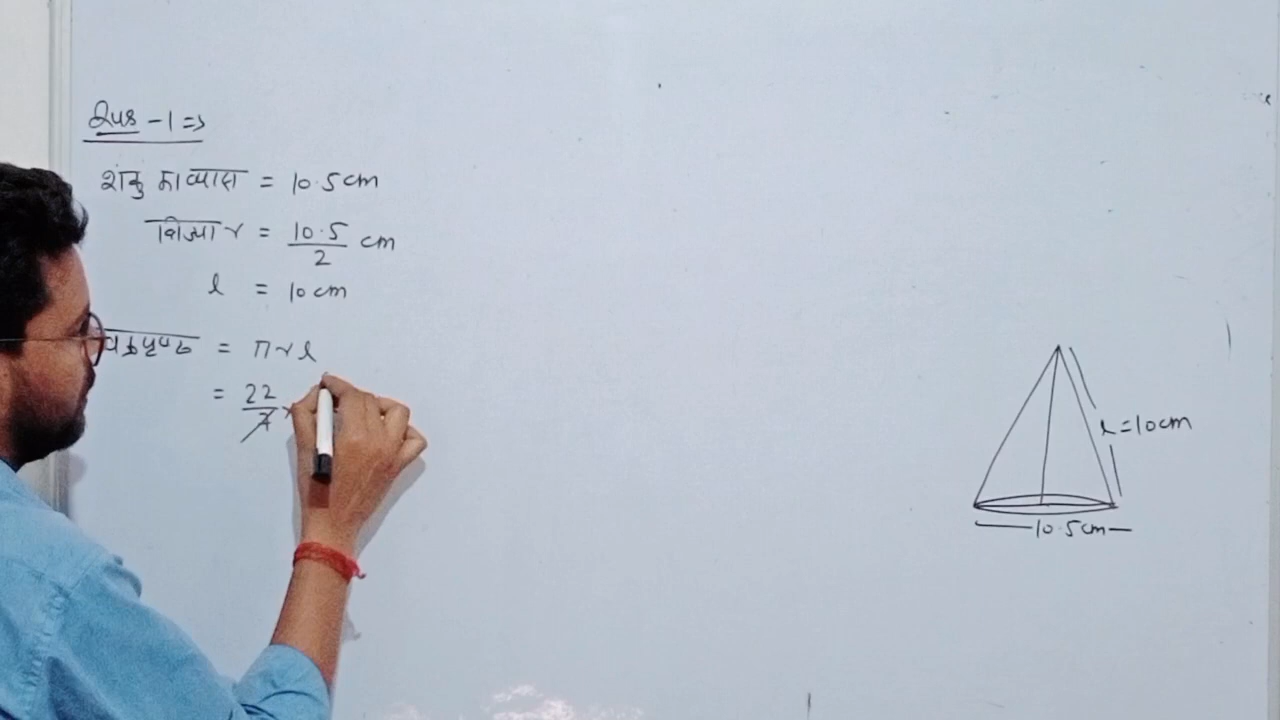 Ques -1 =>
शंकु का व्यास = 10.5 cm
त्रिज्या r = 10.5/2 cm
l = 10 cm
वक्रपृष्ठ = πrl
= 22/7 ×
l = 10 cm
10.5 cm